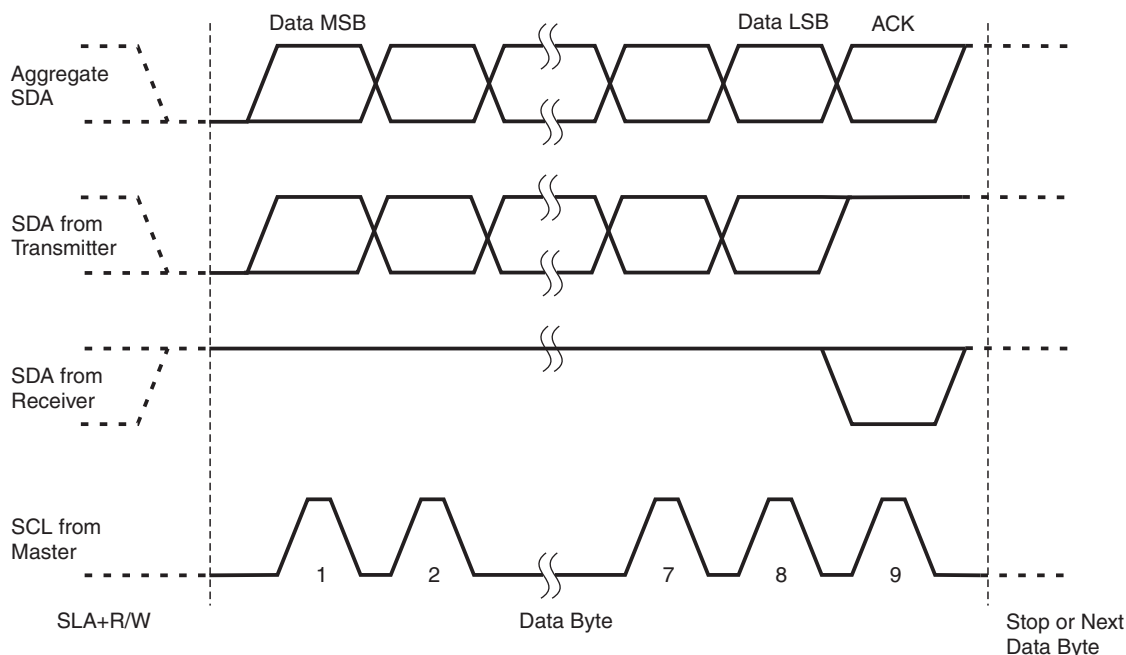 Data MSB
Data LSB
ACK
Aggregate
SDA
SDA from
Transmitter
SDA from
Receiver
SCL from
Master
1
2
7
8
9
SLA+R/W
Data Byte
Stop or Next
Data Byte